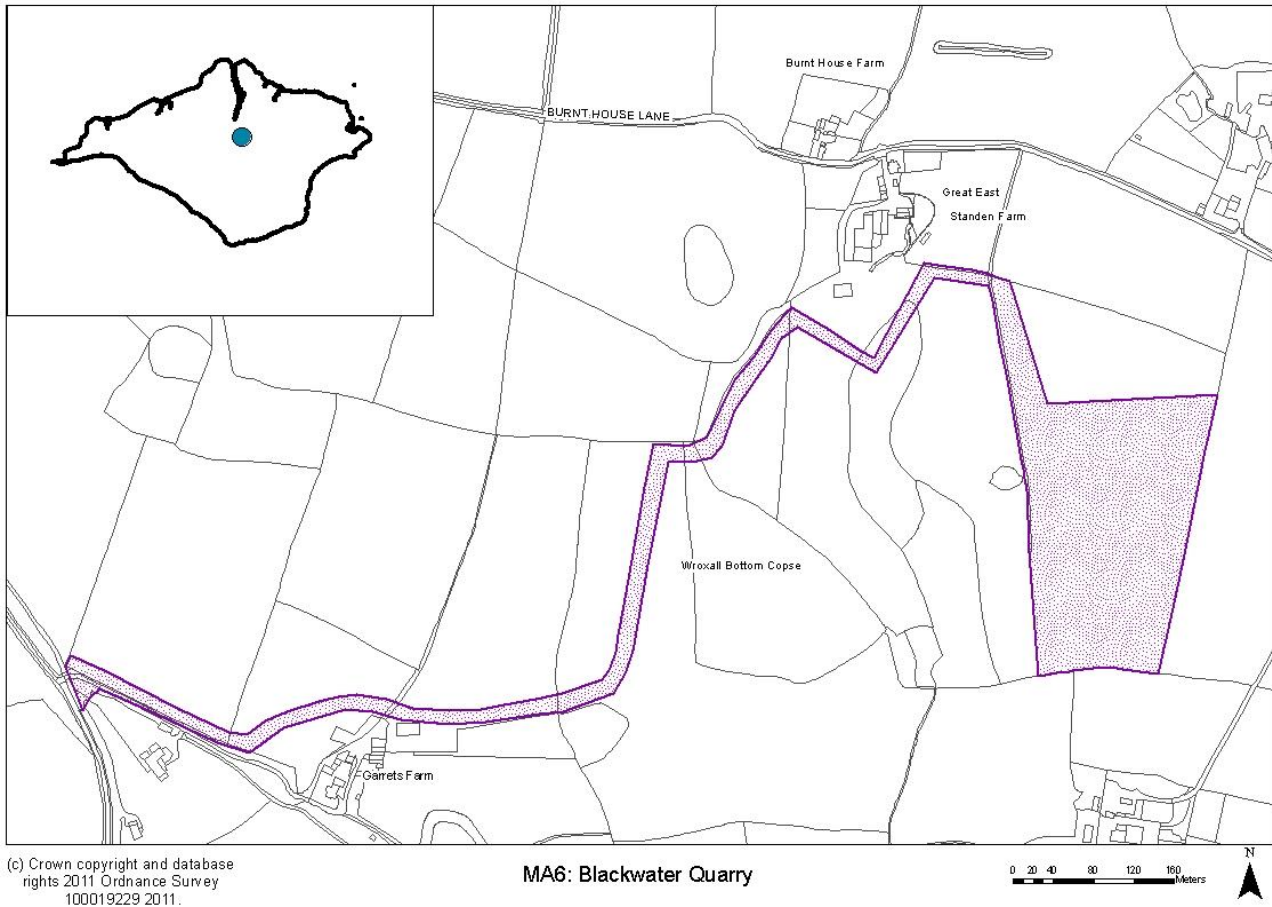 Burnt House Farm
BURNT HOUSE LANE
Great East
Standen Farm
Wroxall Bottom Copse
Garrets Farm
(c) Crown copyright and database
rights 2011 Ordnance Survey
100019229 2011.
MA6: Blackwater Quarry
0 20 40 80 120 160
Meters
N